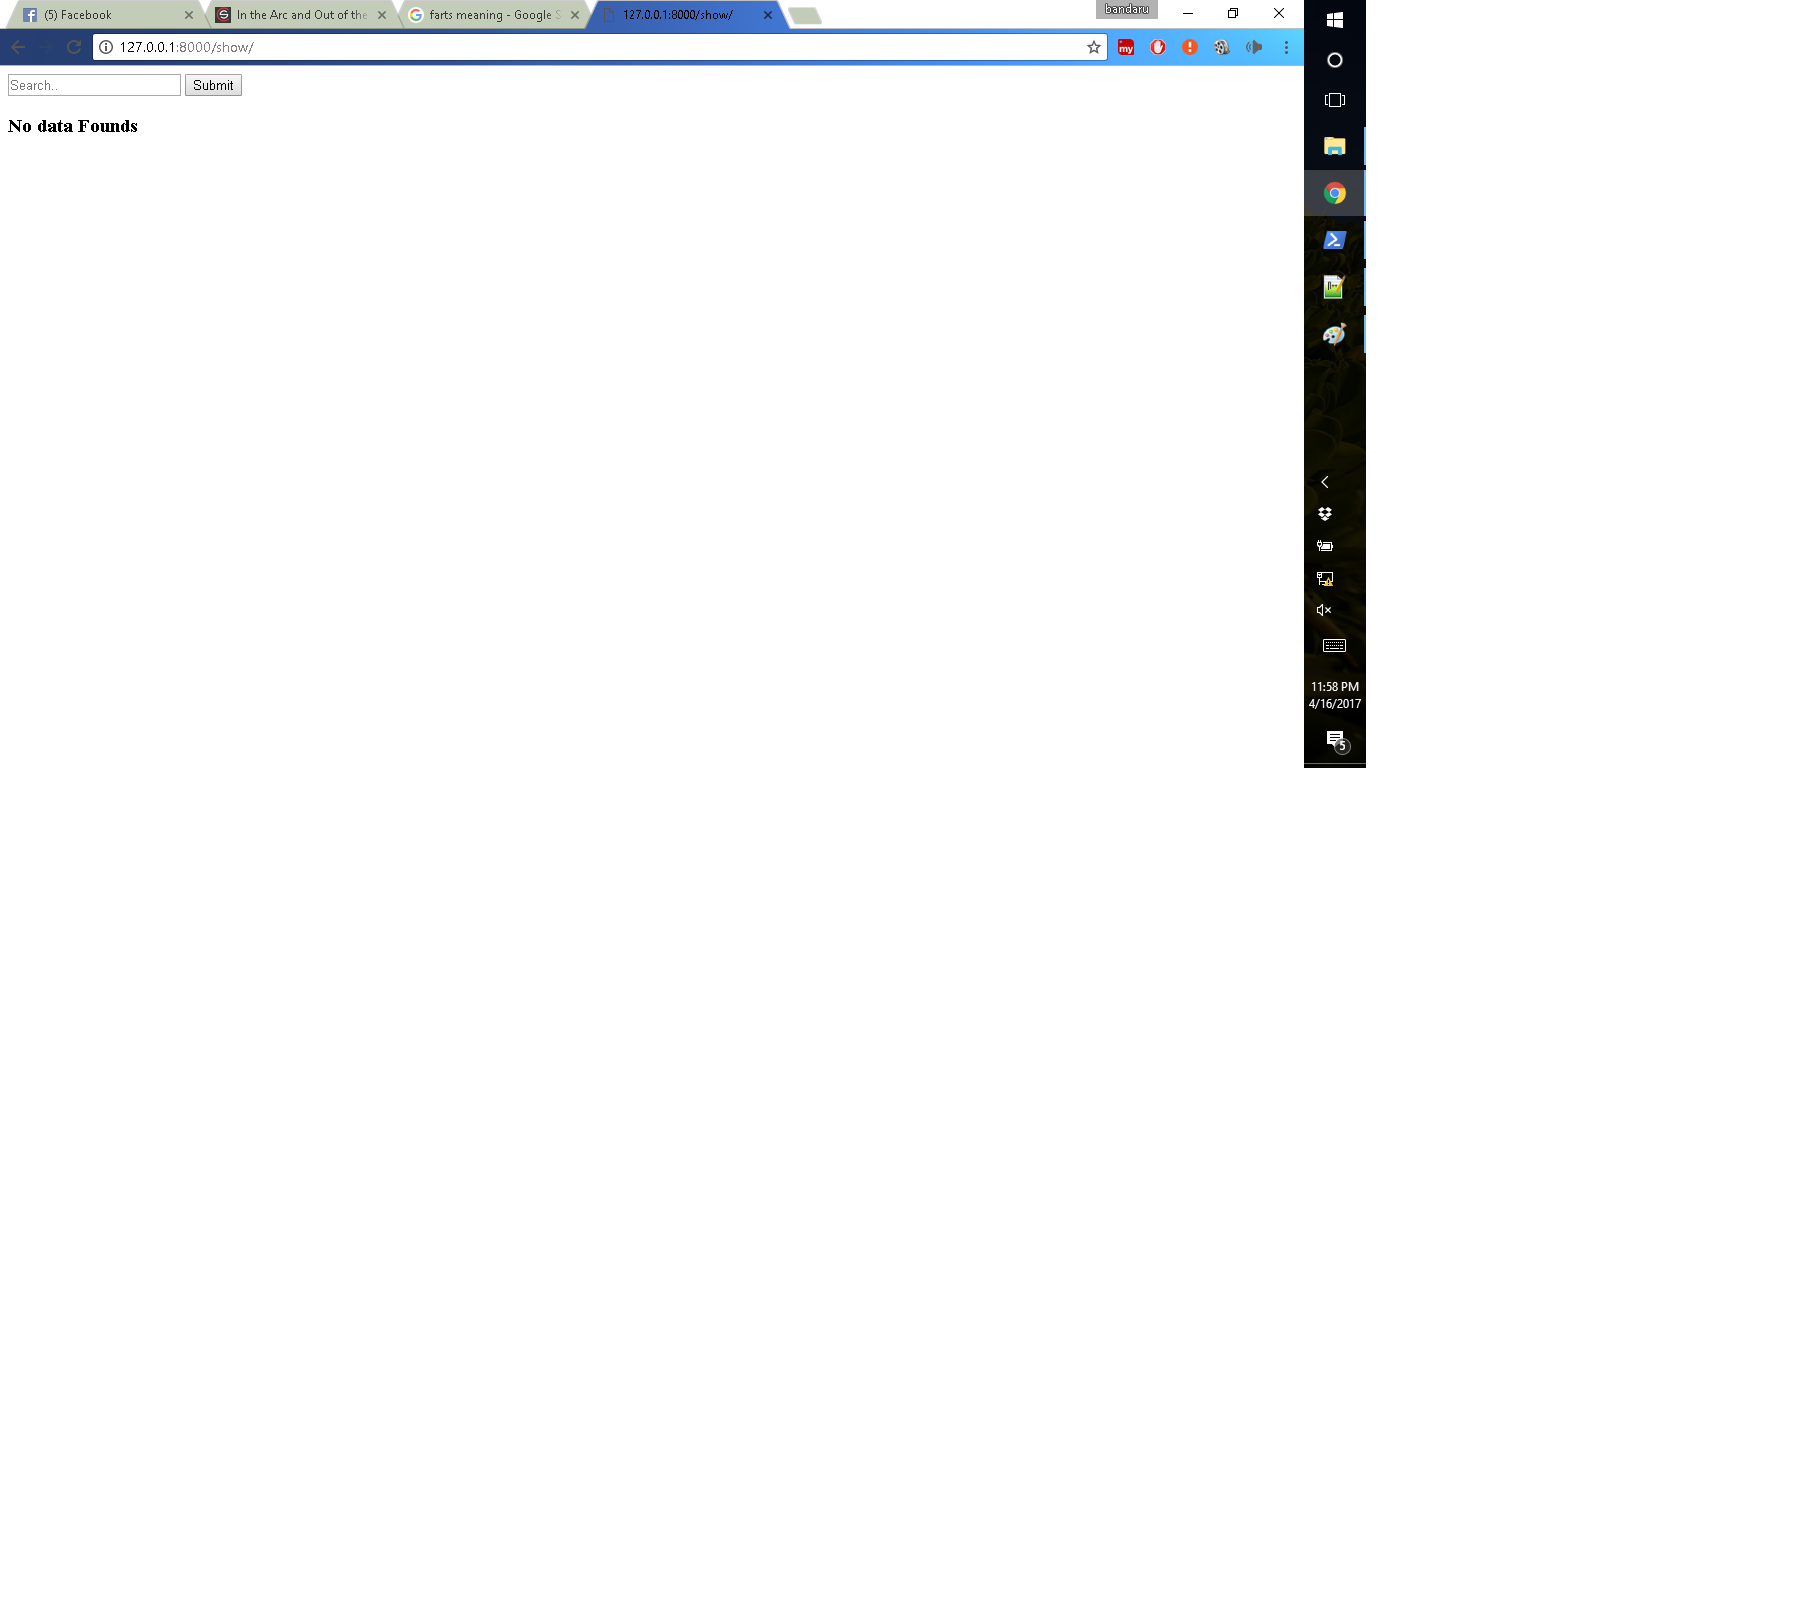 (5) Facebook
In the Arc and Out of the
farts meaning - Google S
127.0.0.1:8000/show/
bandaru
127.0.0.1:8000/show/
my
Search..
Submit
No data Founds
11:58 PM
4/16/2017
5